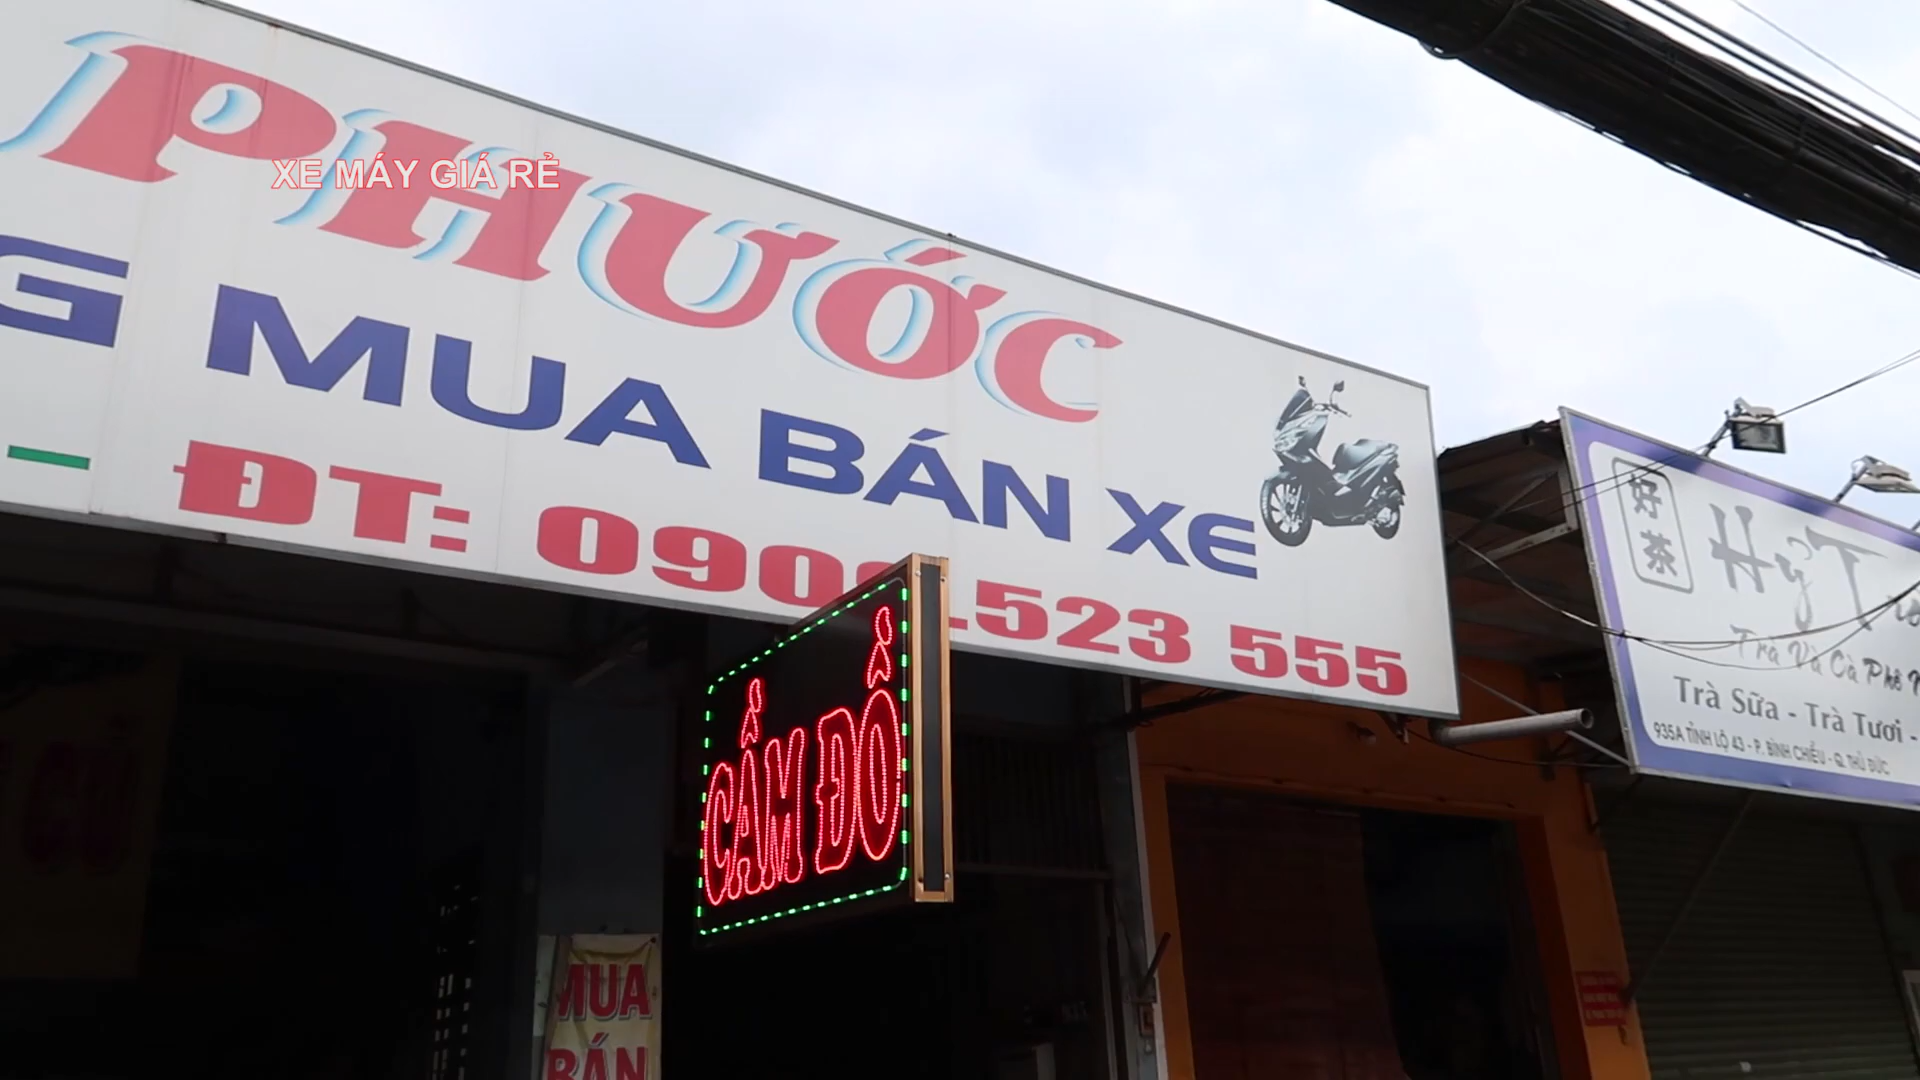 XE MÁY GIÁ RẺ
PHƯỚC
G MUA BÁN XE
– ĐT: 090 523 555
CẦM ĐỒ
MUA
BÁN
好
茶
Trà Và Cà Phê
Trà Sữa - Trà Tươi -
935A TỈNH LỘ 43 - P. BÌNH CHIỂU - Q. THỦ ĐỨC